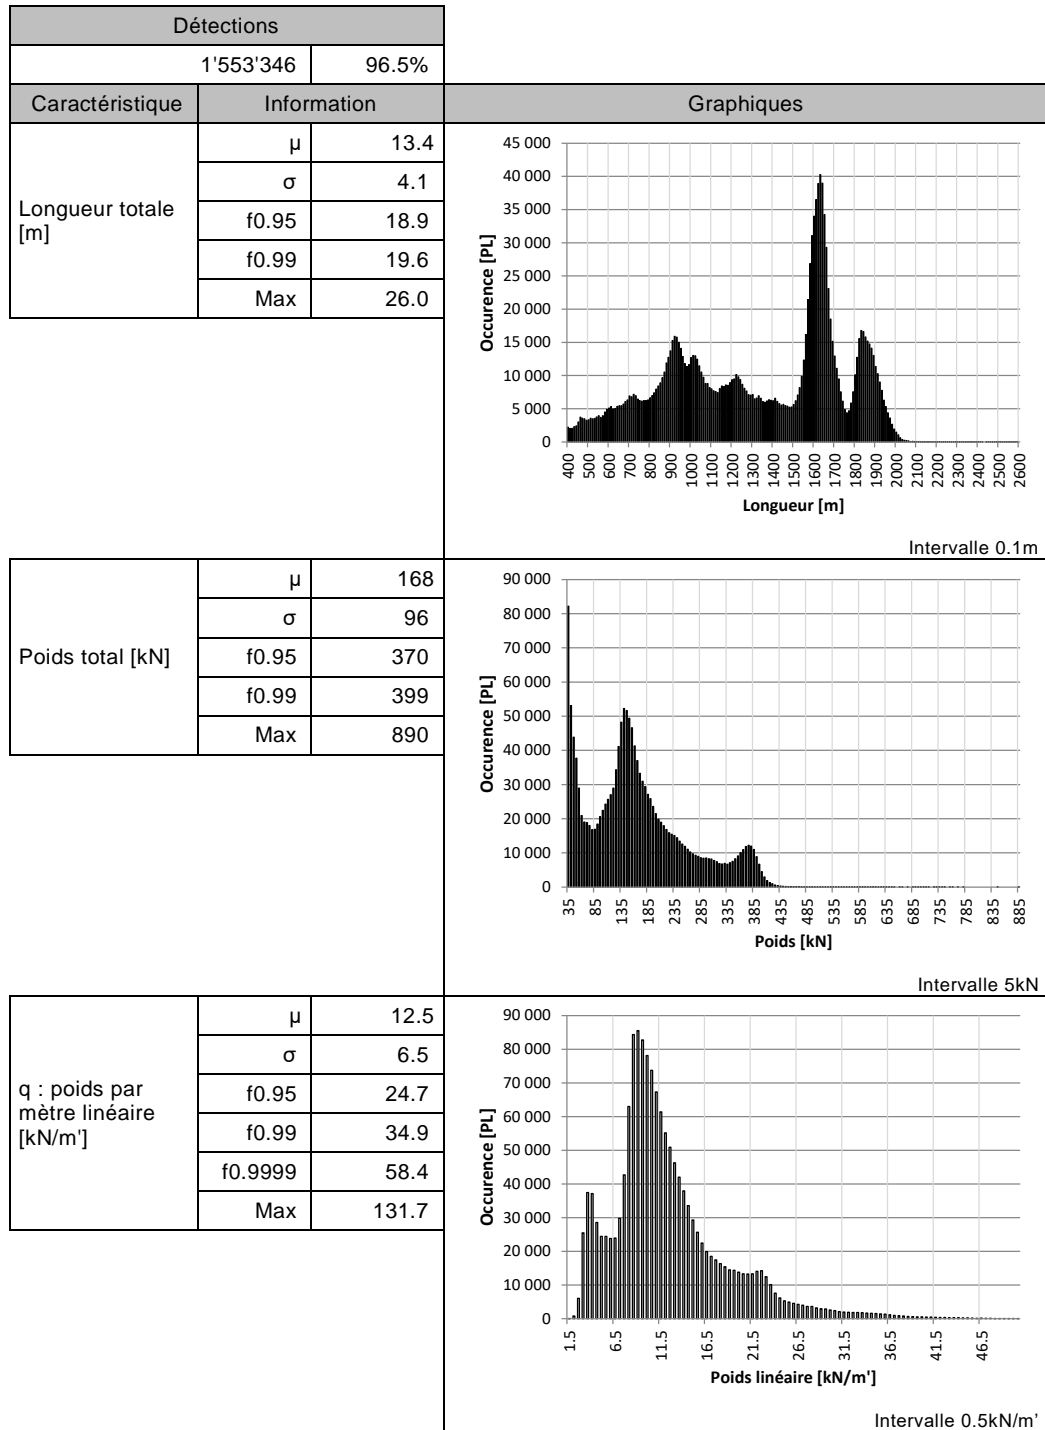 Détections
1'553'346 96.5%
Caractéristique Information Graphiques
Longueur totale
[m]
μ 13.4
σ 4.1
f0.95 18.9
f0.99 19.6
Max 26.0
Occurence [PL]
45 000
40 000
35 000
30 000
25 000
20 000
15 000
10 000
5 000
0
400 500 600 700 800 900 1000 1100 1200 1300 1400 1500 1600 1700 1800 1900 2000 2100 2200 2300 2400 2500 2600
Longueur [m]
Intervalle 0.1m
Poids total [kN]
μ 168
σ 96
f0.95 370
f0.99 399
Max 890
Occurence [PL]
90 000
80 000
70 000
60 000
50 000
40 000
30 000
20 000
10 000
0
35 85 135 185 235 285 335 385 435 485 535 585 635 685 735 785 835 885
Poids [kN]
Intervalle 5kN
q : poids par
mètre linéaire
[kN/m']
μ 12.5
σ 6.5
f0.95 24.7
f0.99 34.9
f0.9999 58.4
Max 131.7
Occurence [PL]
90 000
80 000
70 000
60 000
50 000
40 000
30 000
20 000
10 000
0
1.5 6.5 11.5 16.5 21.5 26.5 31.5 36.5 41.5 46.5
Poids linéaire [kN/m']
Intervalle 0.5kN/m’